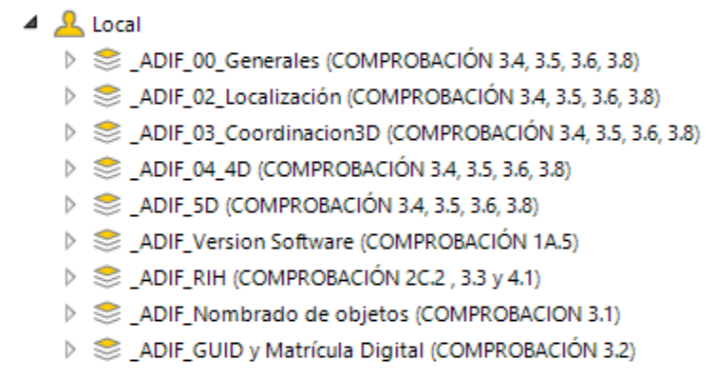 Local
_ADIF_00_Generales (COMPROBACIÓN 3.4, 3.5, 3.6, 3.8)
_ADIF_02_Localización (COMPROBACIÓN 3.4, 3.5, 3.6, 3.8)
_ADIF_03_Coordinacion3D (COMPROBACIÓN 3.4, 3.5, 3.6, 3.8)
_ADIF_04_4D (COMPROBACIÓN 3.4, 3.5, 3.6, 3.8)
_ADIF_5D (COMPROBACIÓN 3.4, 3.5, 3.6, 3.8)
_ADIF_Version Software (COMPROBACIÓN 1A.5)
_ADIF_RIH (COMPROBACIÓN 2C.2 , 3.3 y 4.1)
_ADIF_Nombrado de objetos (COMPROBACION 3.1)
_ADIF_GUID y Matrícula Digital (COMPROBACIÓN 3.2)